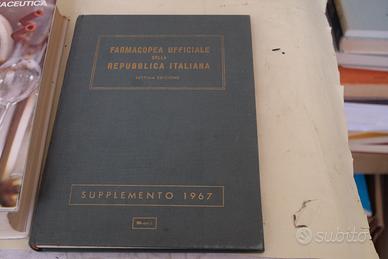 ACEUTICA
FARMACOPEA UFFICIALE
DELLA
REPUBBLICA ITALIANA
SETTIMA EDIZIONE
SUPPLEMENTO 1967
subito